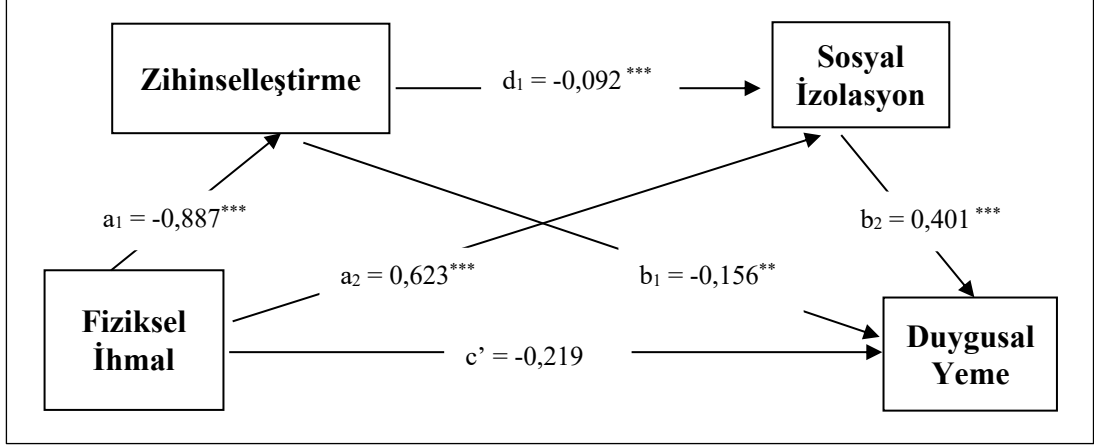 Zihinselleştirme
d₁ = -0,092 ***
Sosyal
İzolasyon
a₁ = -0,887***
b₂ = 0,401 ***
a₂ = 0,623***
b₁ = -0,156**
Fiziksel
İhmal
c’ = -0,219
Duygusal
Yeme